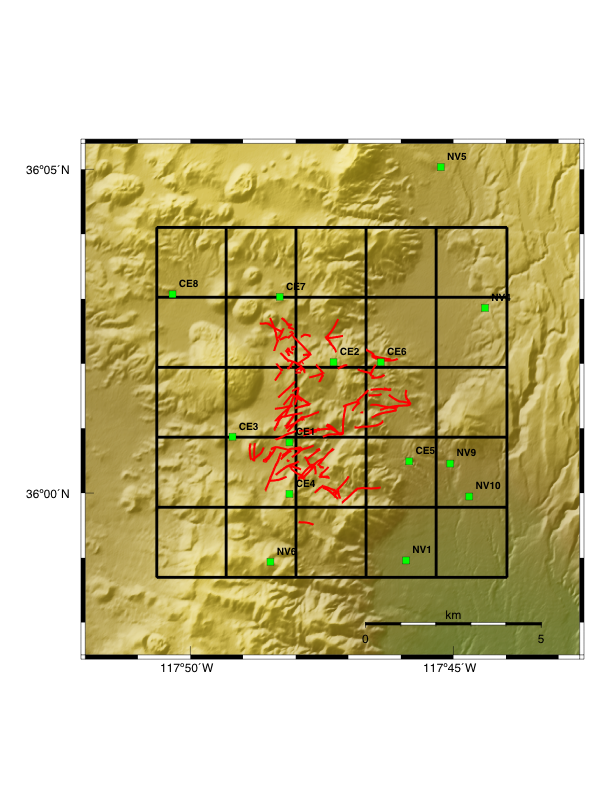 NV5
36°05´N
CE8
CE7
NV4
CE2
CE6
CE3
CE1
CE5
NV9
CE4
NV10
36°00´N
NV6
NV1
km
0
5
117°50´W
117°45´W